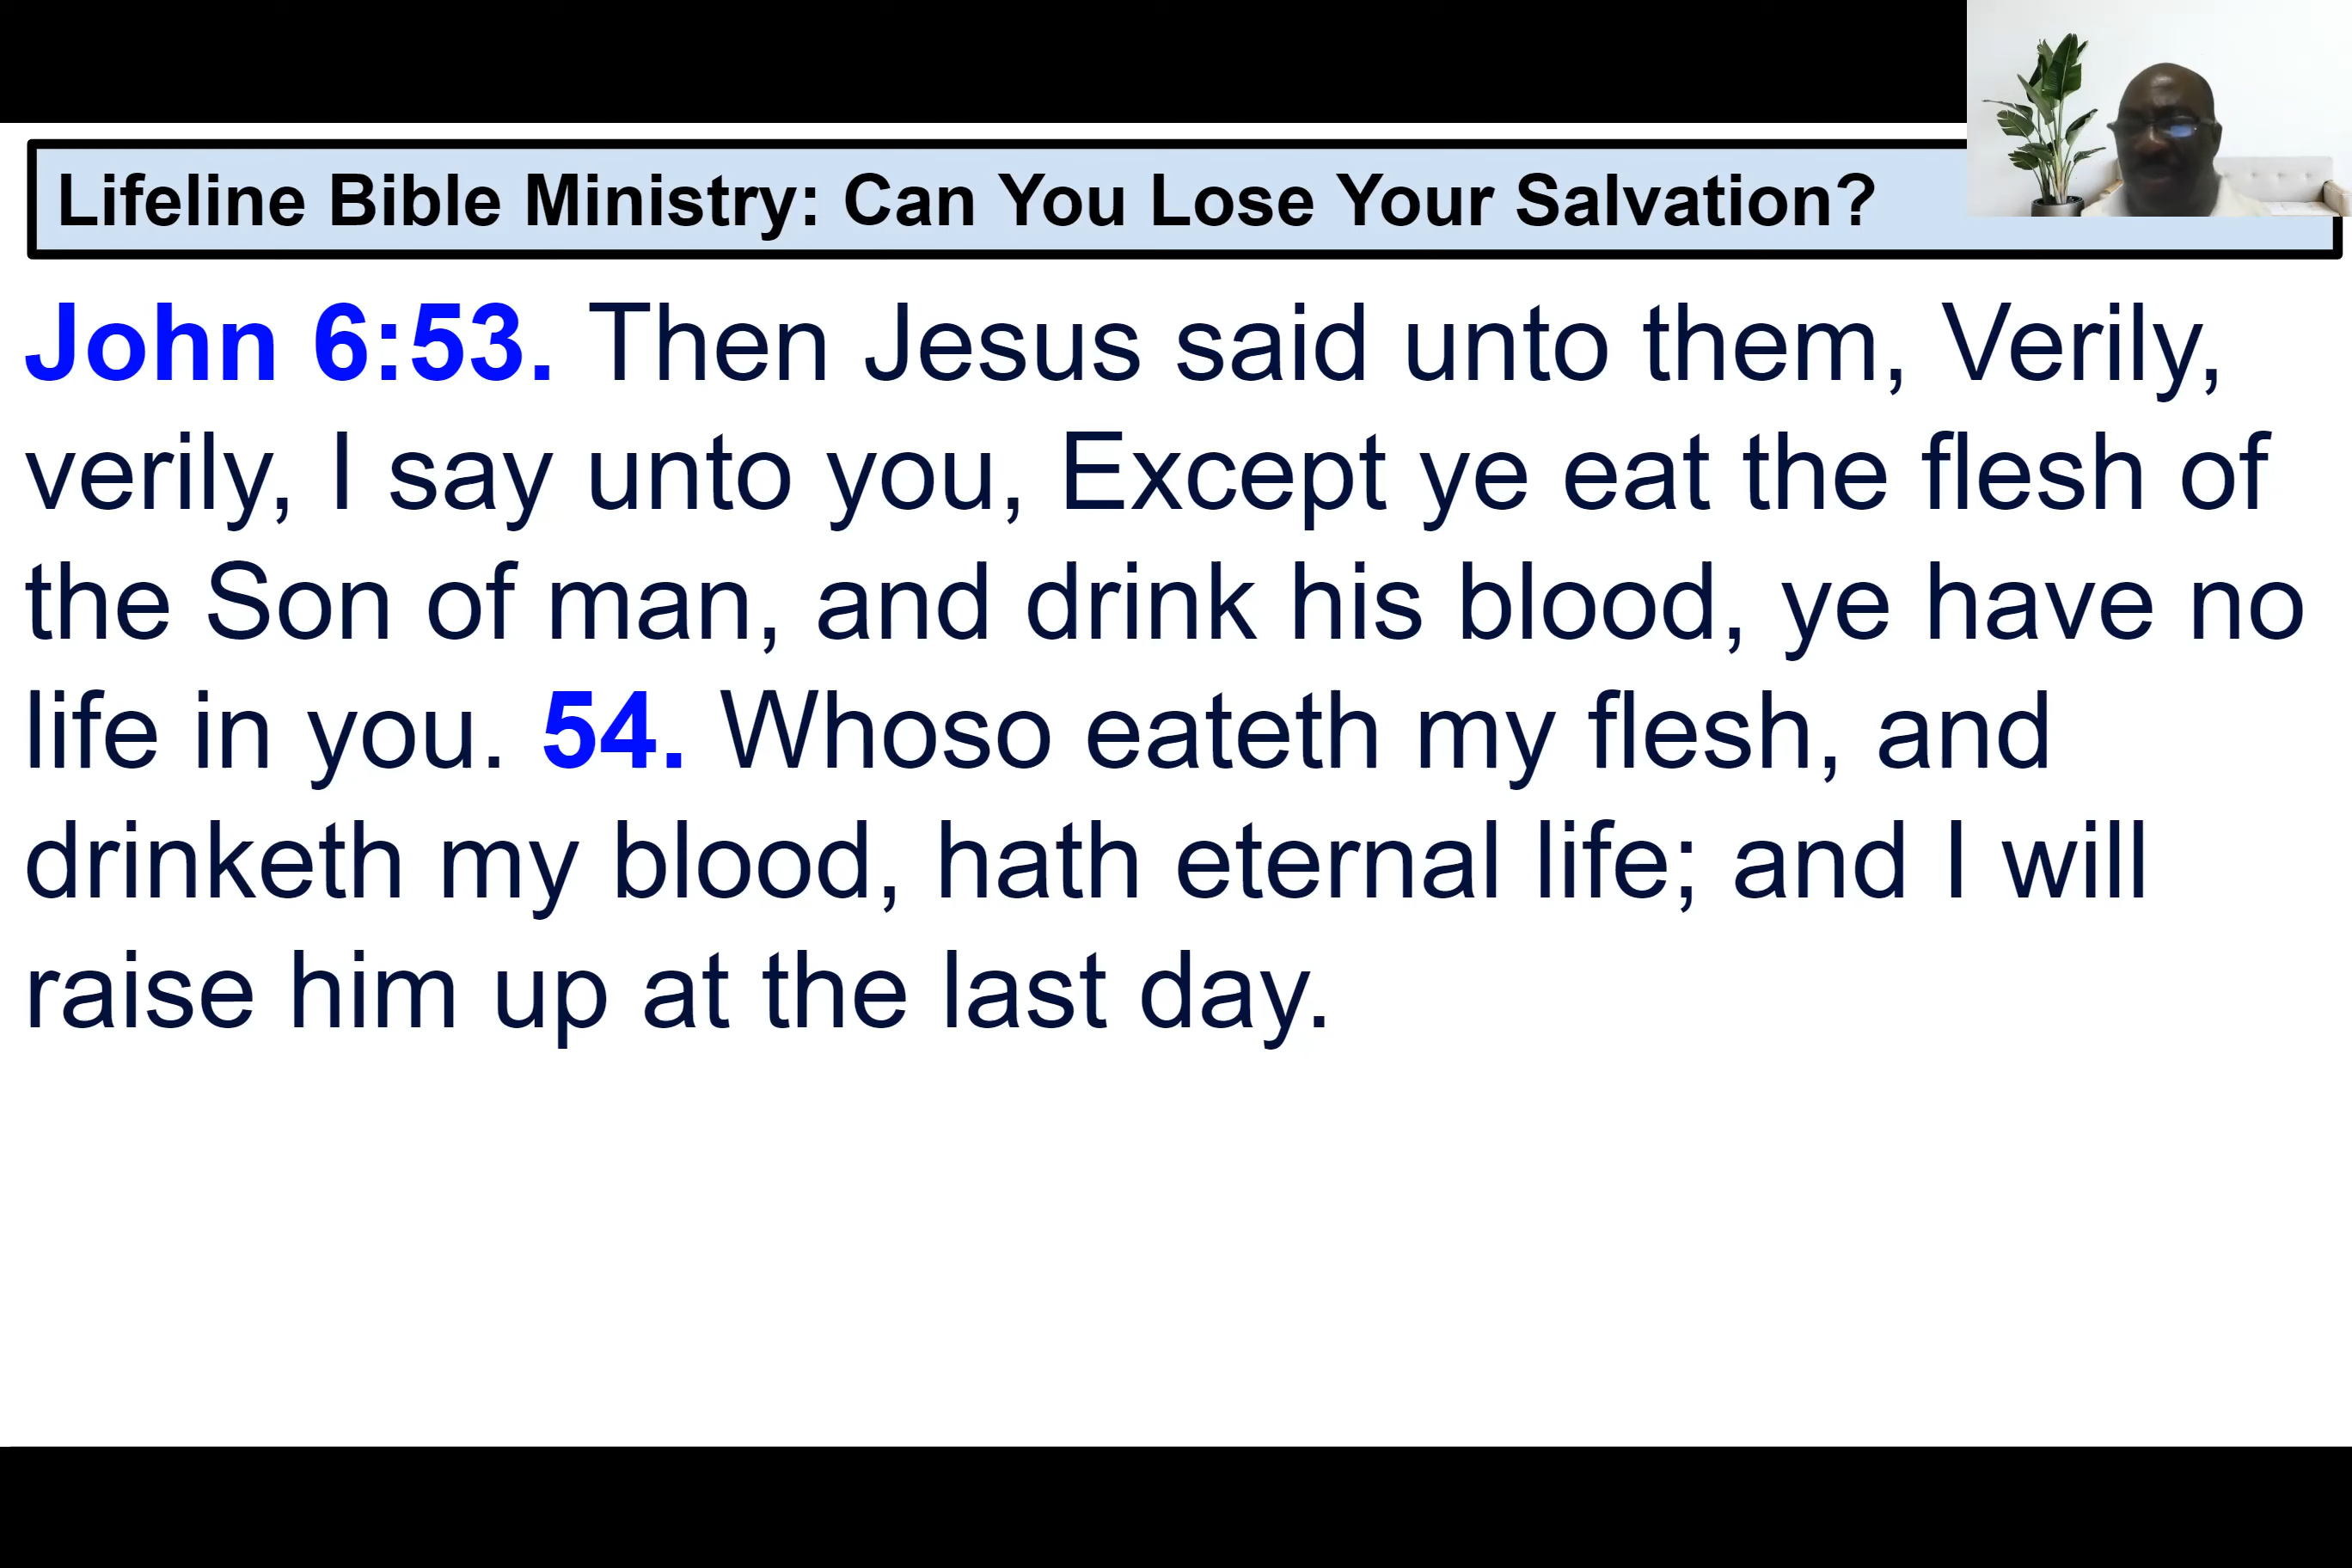 Lifeline Bible Ministry: Can You Lose Your Salvation?
John 6:53. Then Jesus said unto them, Verily,
verily, I say unto you, Except ye eat the flesh of
the Son of man, and drink his blood, ye have no
life in you. 54. Whoso eateth my flesh, and
drinketh my blood, hath eternal life; and I will
raise him up at the last day.